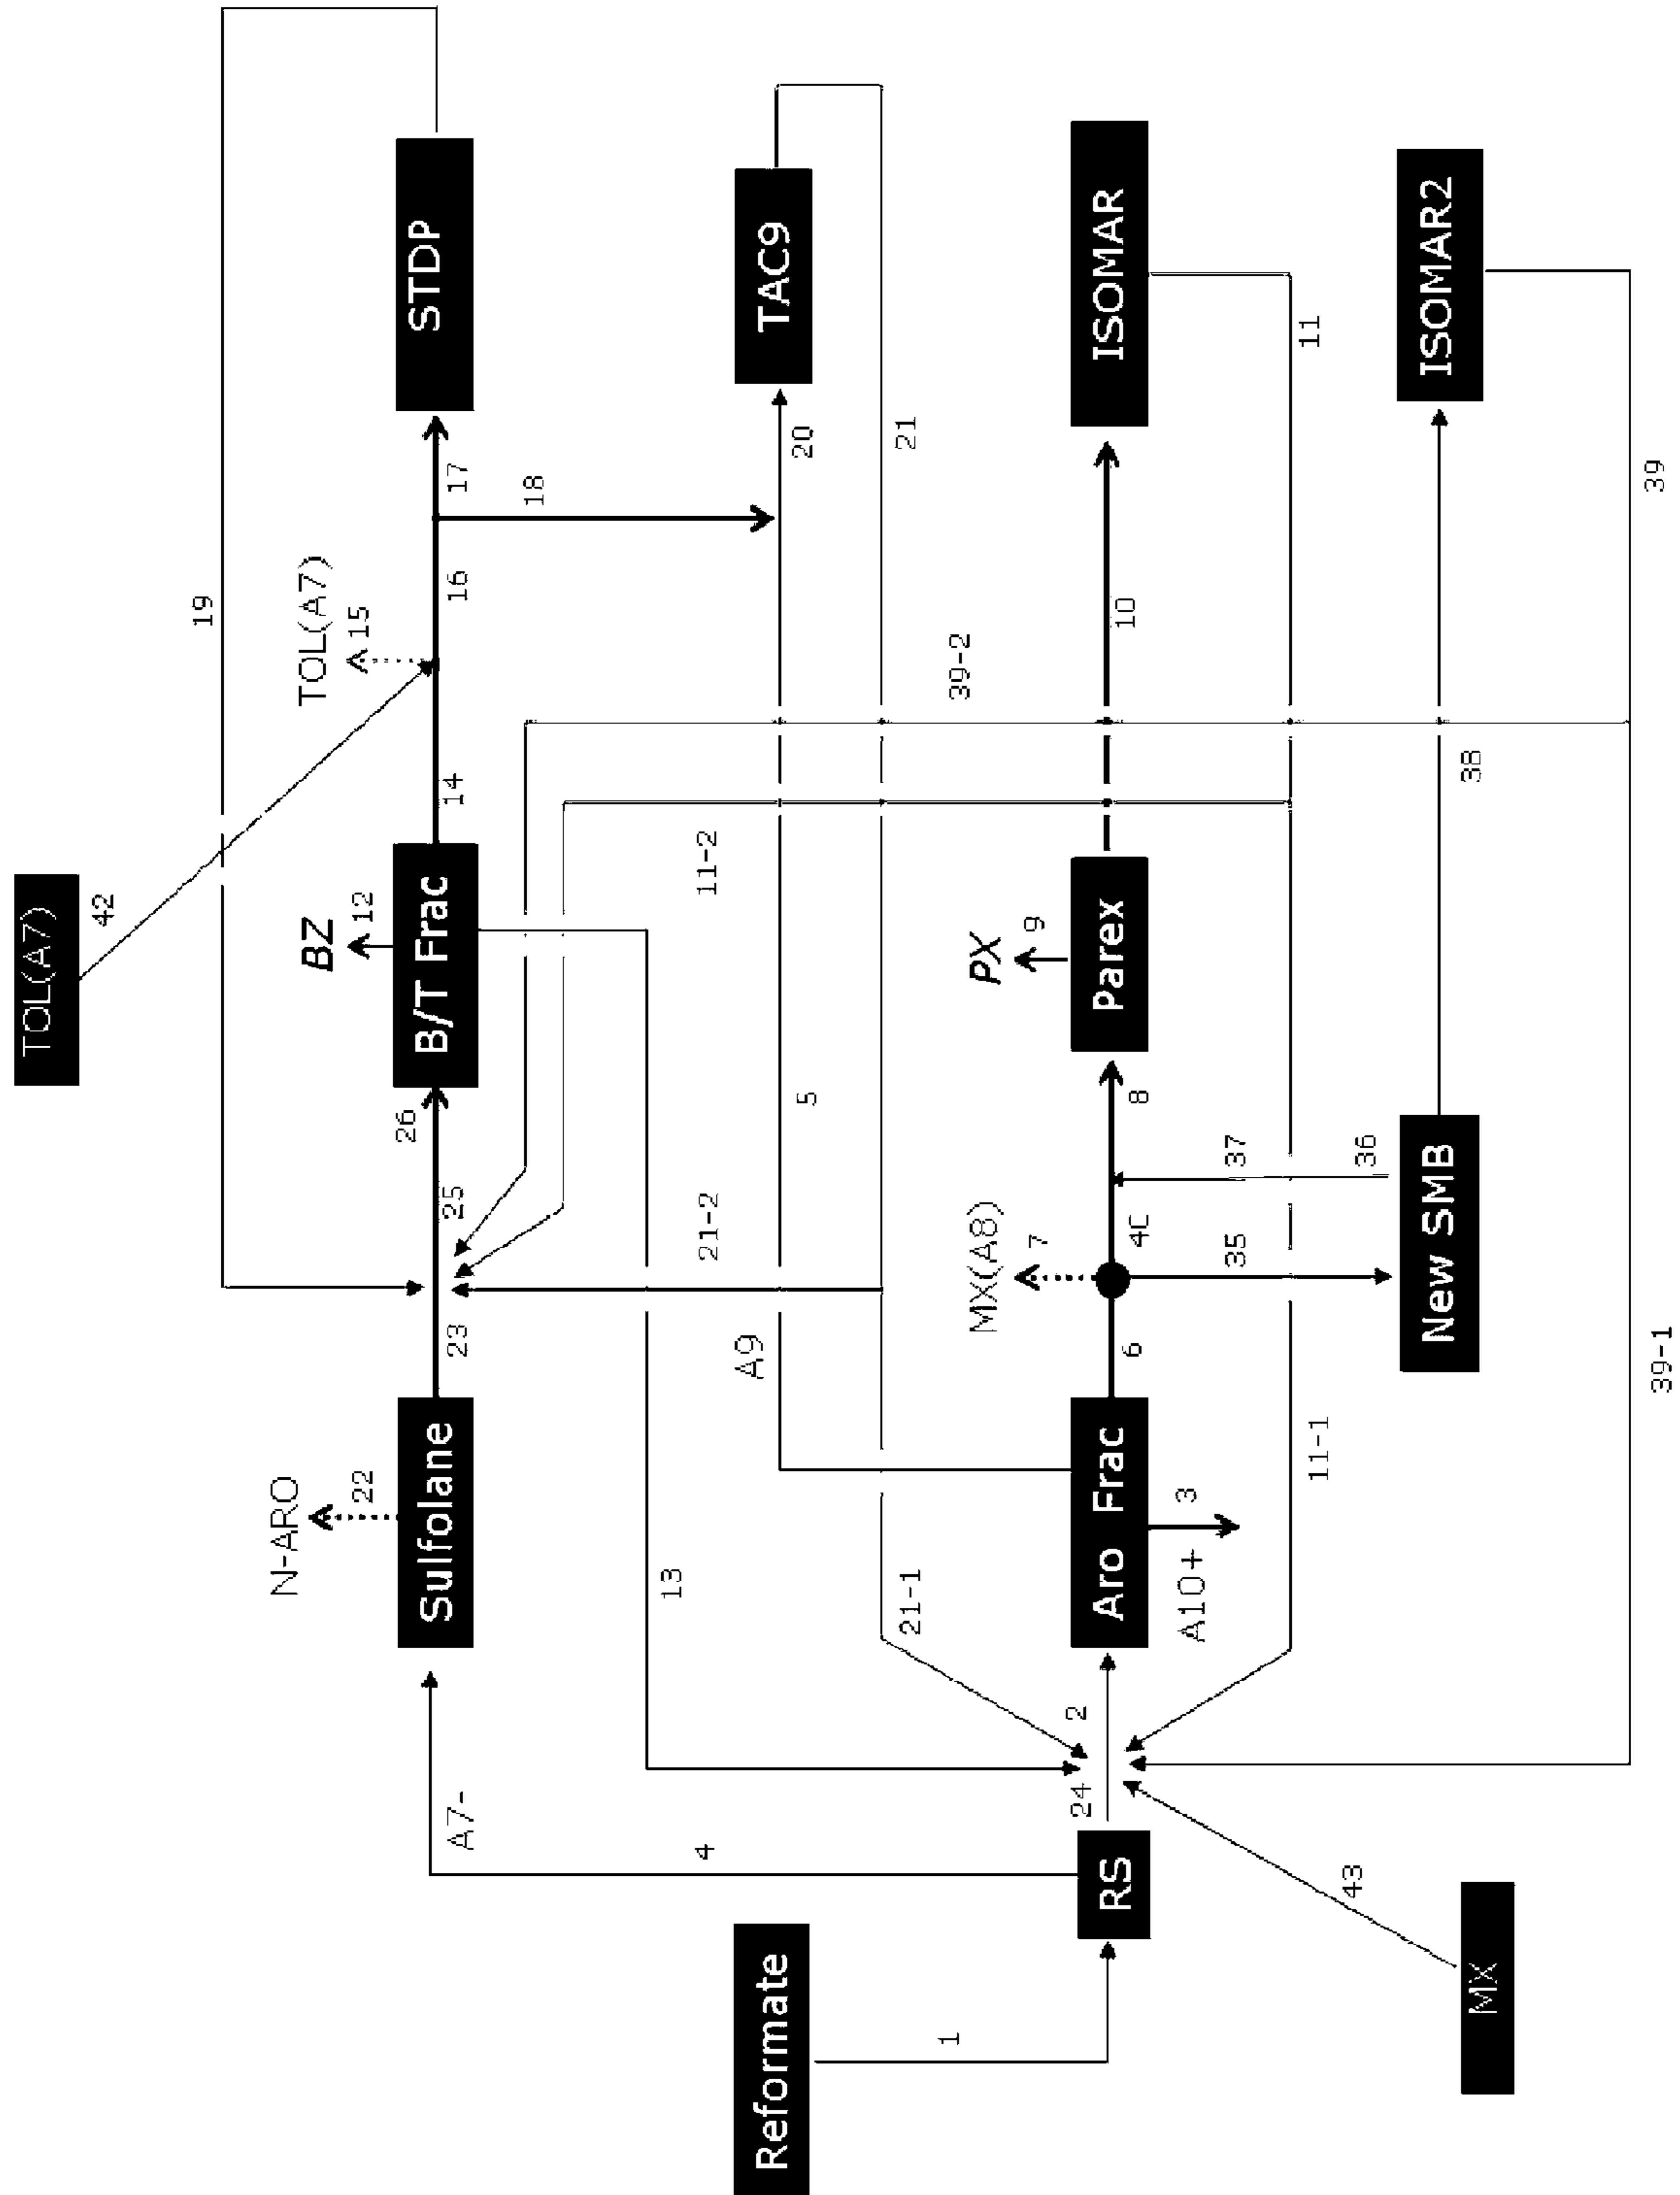 TOL(A7)
42
19
TOL(A7)
15
N-ARO
22
BZ
12
Sulfolane
23
25
26
B/T Frac
14
16
17
STDP
18
A7-
4
13
21-2
11-2
39-2
A9
5
20
TAC9
21
21-1
Reformate
1
RS
24
2
Aro Frac
6
MX(A8)
7
4C
8
PX
9
Parex
10
ISOMAR
A10+
3
35
37
36
11-1
11
MX
43
New SMB
38
ISOMAR2
39-1
39